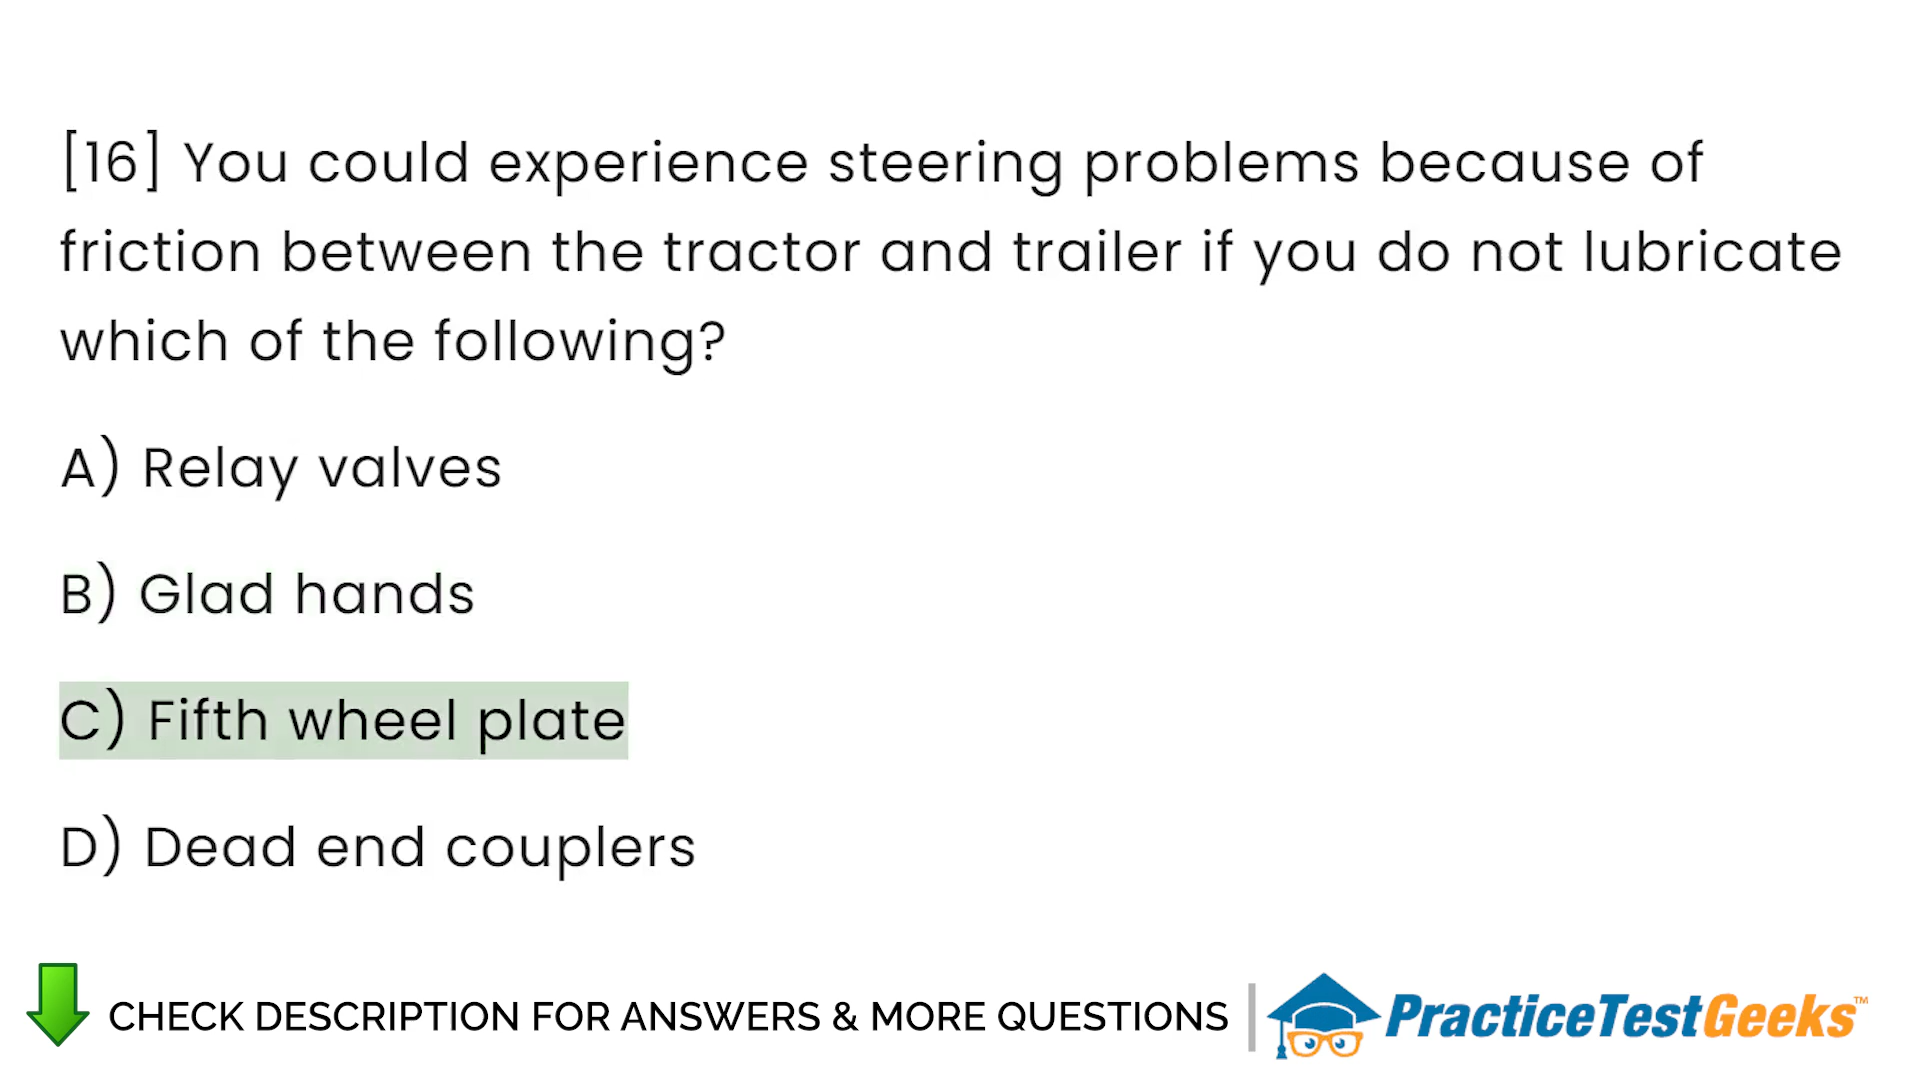 [16] You could experience steering problems because of
friction between the tractor and trailer if you do not lubricate
which of the following?
A) Relay valves
B) Glad hands
C) Fifth wheel plate
D) Dead end couplers
CHECK DESCRIPTION FOR ANSWERS & MORE QUESTIONS
PracticeTestGeeks™